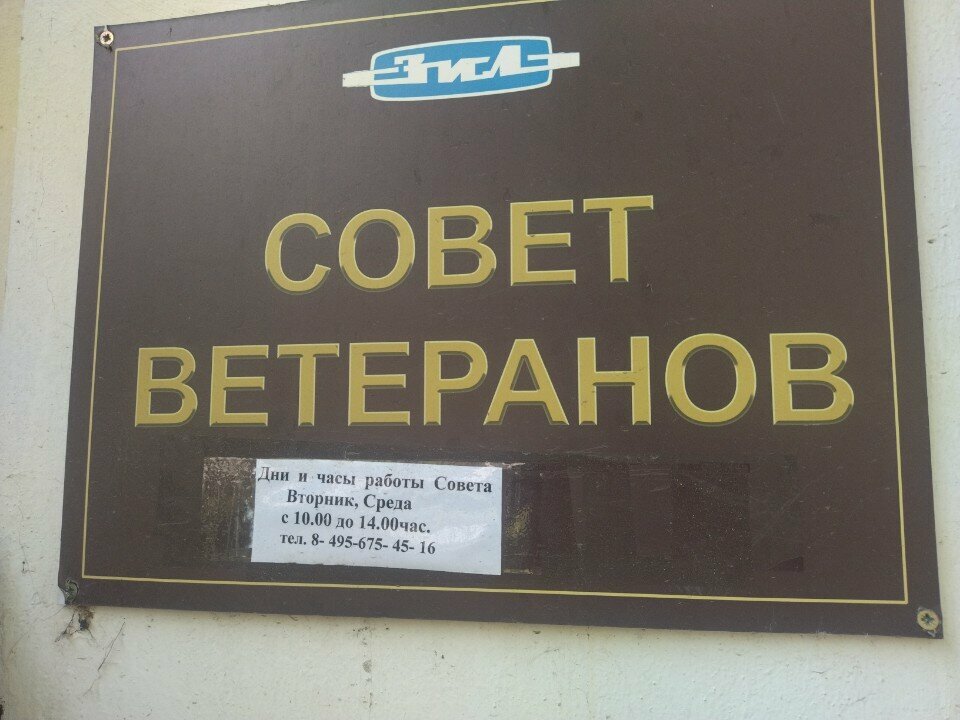 ЗИЛ
СОВЕТ
ВЕТЕРАНОВ
Дни и часы работы Совета
Вторник, Среда
с 10.00 до 14.00час.
тел. 8- 495-675- 45- 16